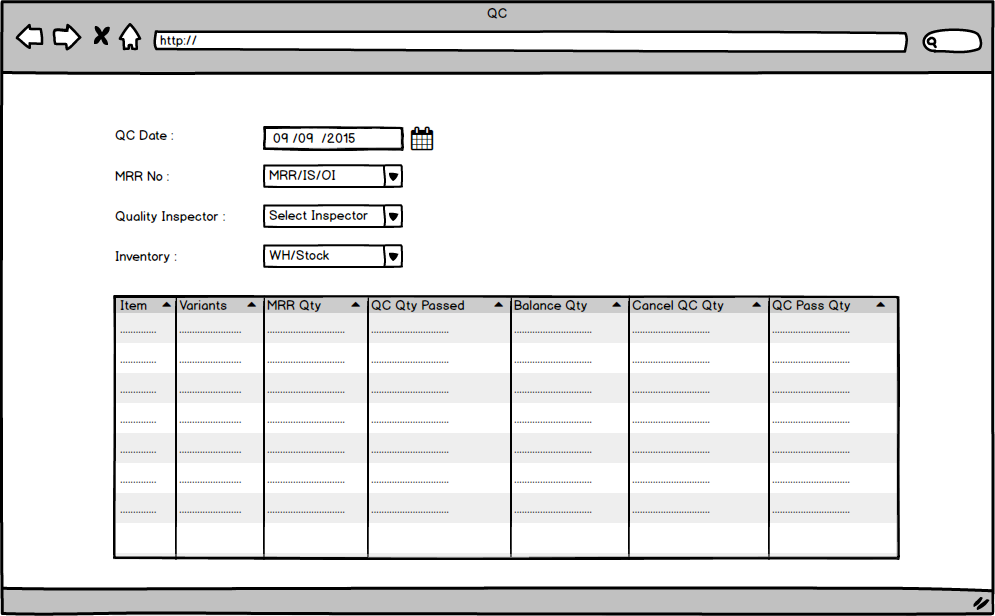 QC
http://
QC Date :
09 /09 /2015
MRR No :
MRR/IS/OI
Quality Inspector :
Select Inspector
Inventory :
WH/Stock
Item Variants MRR Qty QC Qty Passed Balance Qty Cancel QC Qty QC Pass Qty